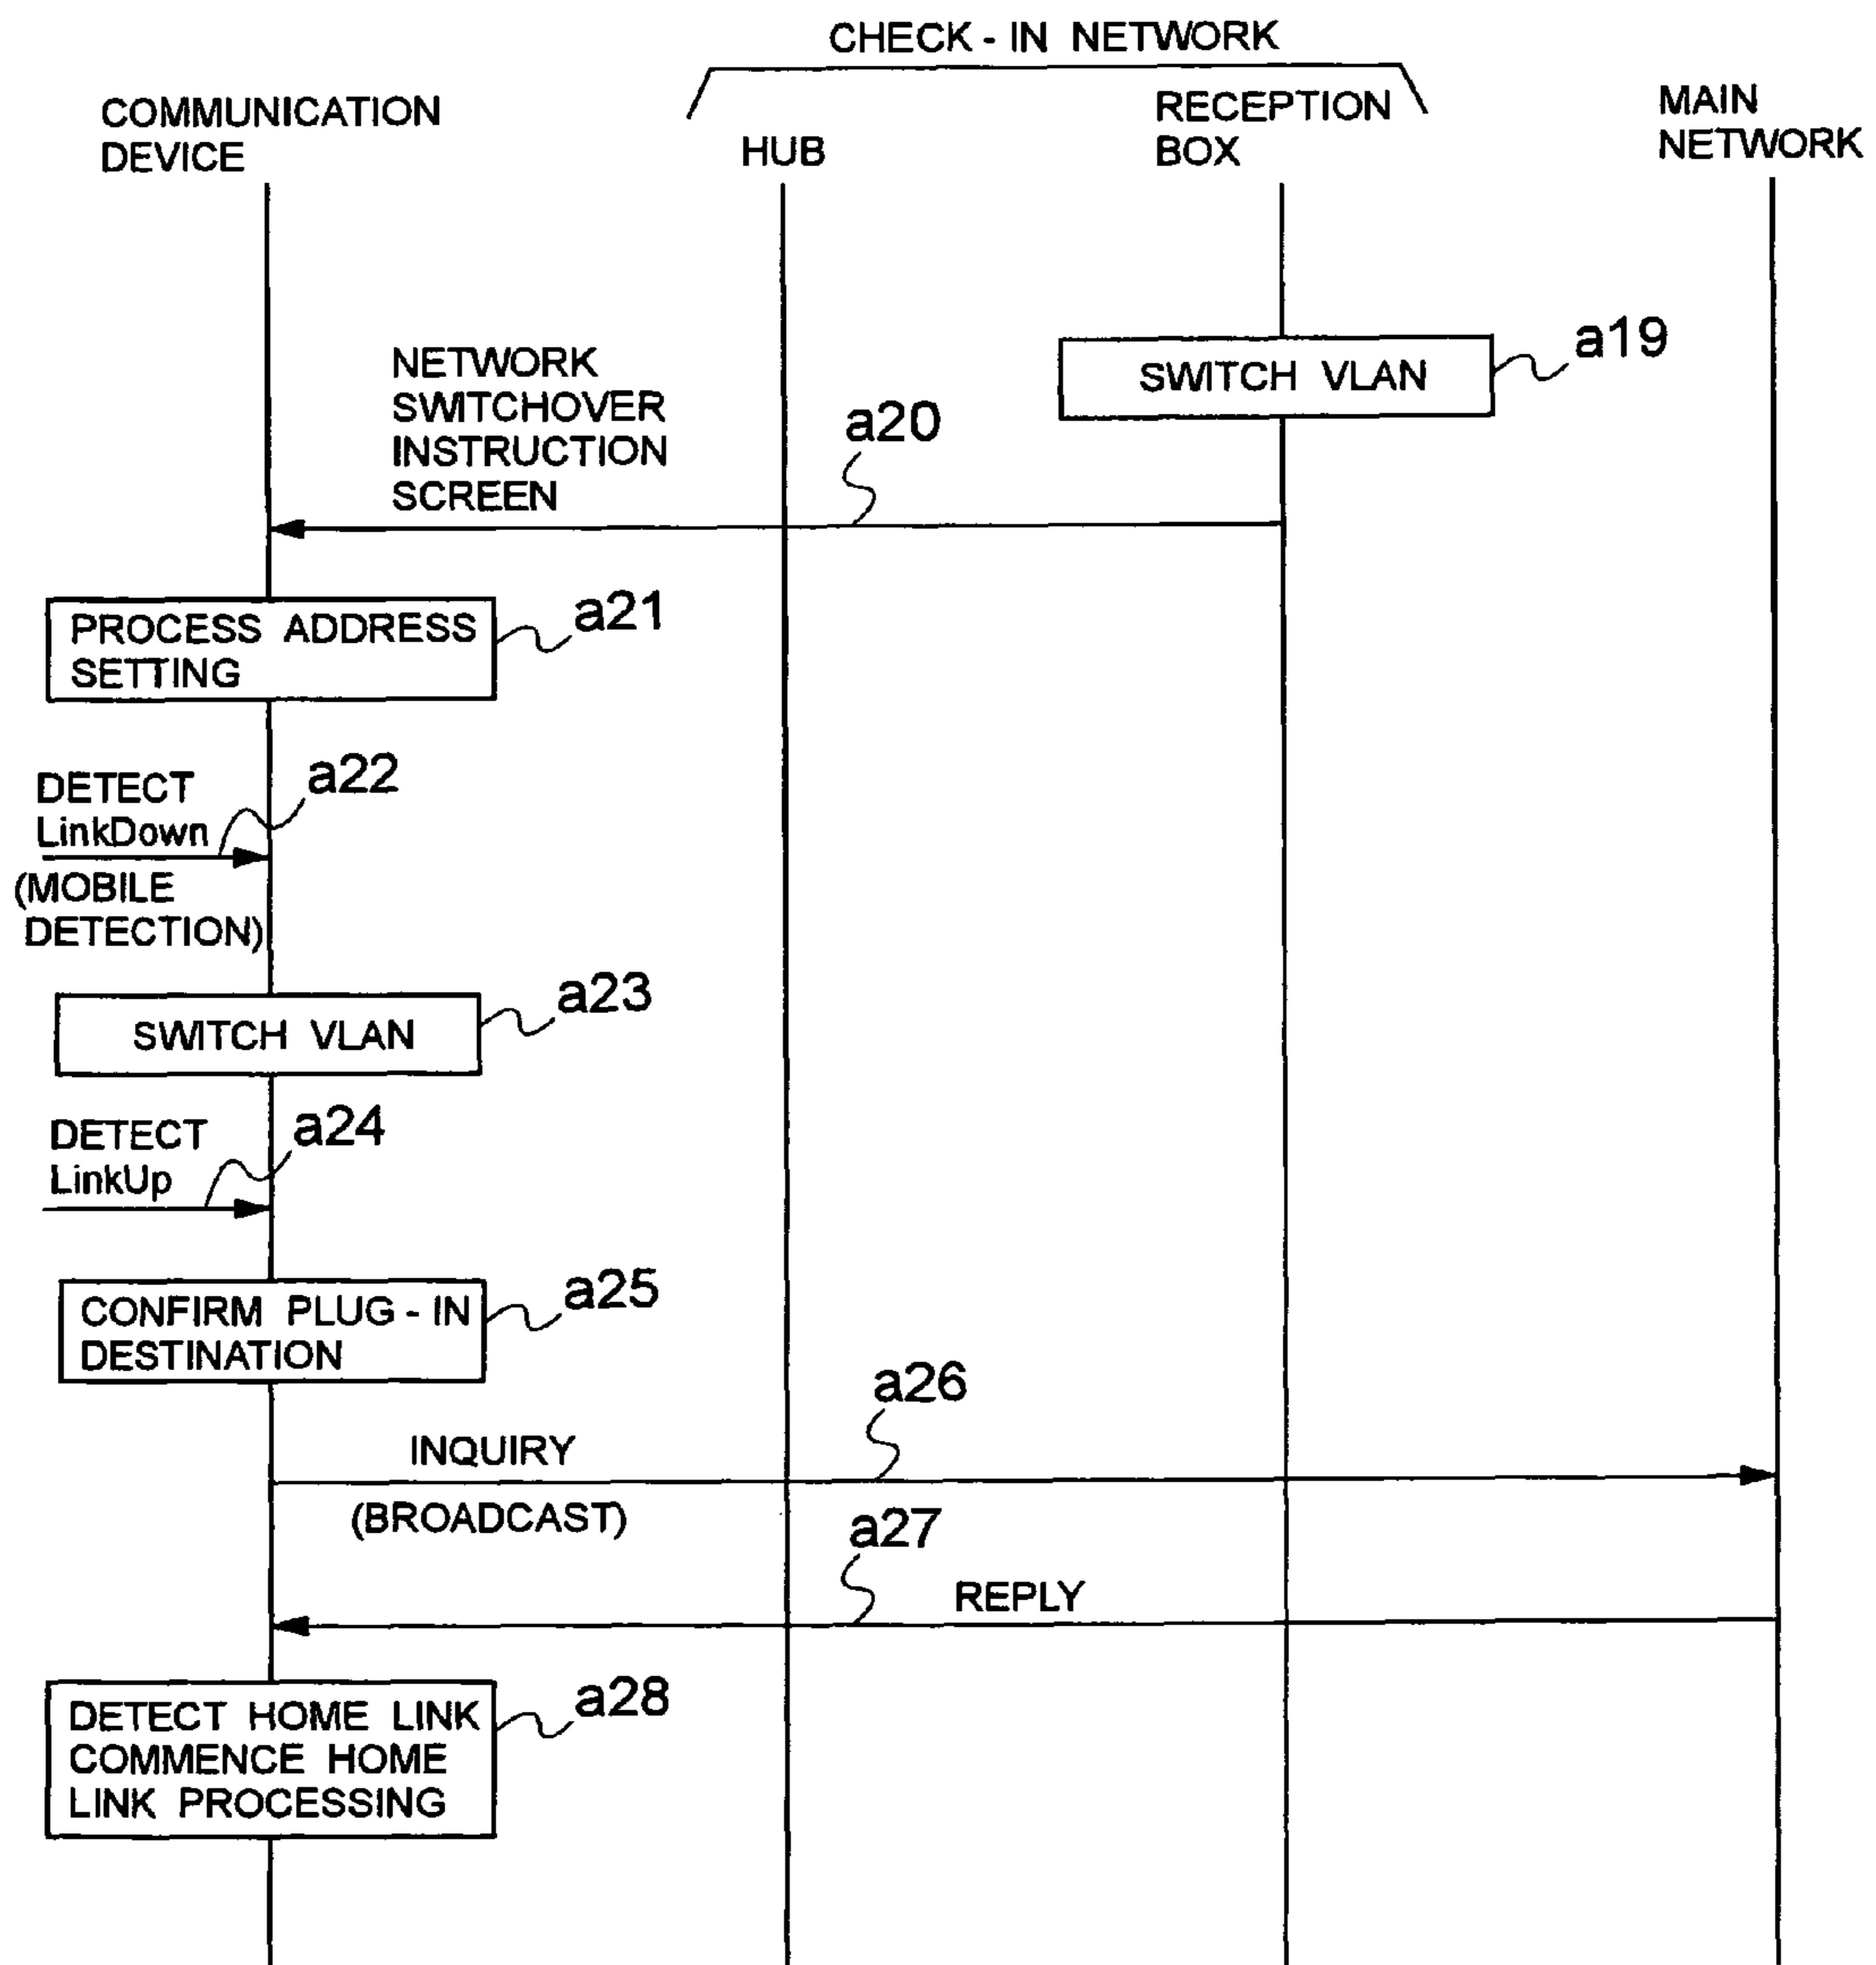 CHECK - IN NETWORK
COMMUNICATION
DEVICE
HUB
RECEPTION
BOX
MAIN
NETWORK
SWITCH VLAN
a19
NETWORK
SWITCHOVER
INSTRUCTION
SCREEN
a20
PROCESS ADDRESS
SETTING
a21
DETECT
LinkDown
a22
(MOBILE
DETECTION)
SWITCH VLAN
a23
DETECT
LinkUp
a24
CONFIRM PLUG - IN
DESTINATION
a25
INQUIRY
(BROADCAST)
a26
a27
REPLY
DETECT HOME LINK
COMMENCE HOME
LINK PROCESSING
a28